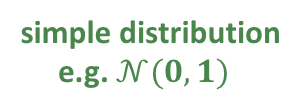 simple distribution
e.g. 𝒩(0, 1)